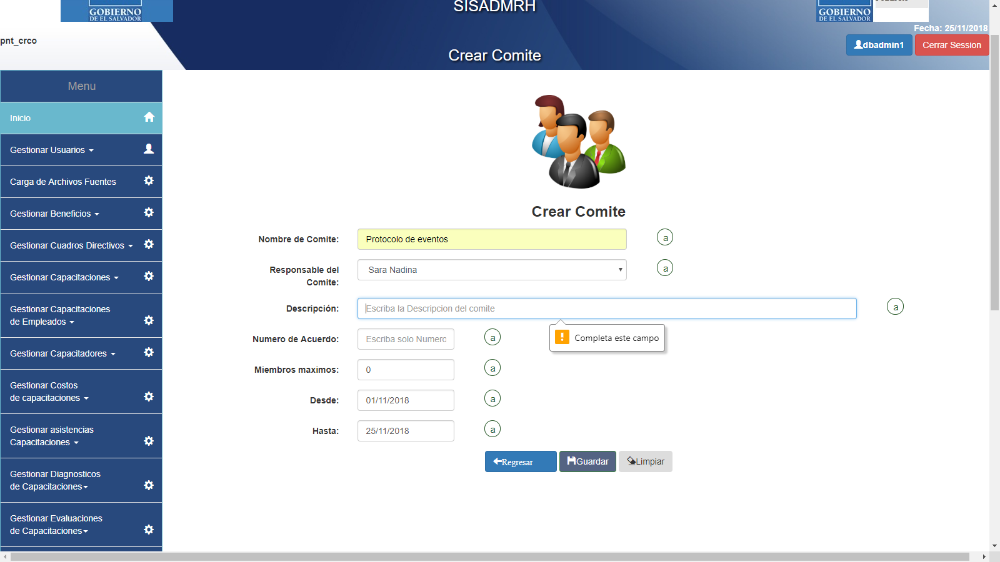 GOBIERNO
DE EL SALVADOR
SISADMRH
GOBIERNO
DE EL SALVADOR
Fecha: 25/11/2018
pnt_crco
dbadmin1
Cerrar Session
Crear Comite
Menu
Inicio
Gestionar Usuarios
Carga de Archivos Fuentes
Gestionar Beneficios
Gestionar Cuadros Directivos
Gestionar Capacitaciones
Gestionar Capacitaciones
de Empleados
Gestionar Capacitadores
Gestionar Costos
de capacitaciones
Gestionar asistencias
Capacitaciones
Gestionar Diagnosticos
de Capacitaciones
Gestionar Evaluaciones
de Capacitaciones
Crear Comite
Nombre de Comite: Protocolo de eventos a
Responsable del
Comite: Sara Nadina a
Descripción: Escriba la Descripcion del comite a
Completa este campo
Numero de Acuerdo: Escriba solo Numero a
Miembros maximos: 0 a
Desde: 01/11/2018 a
Hasta: 25/11/2018 a
Regresar Guardar Limpiar